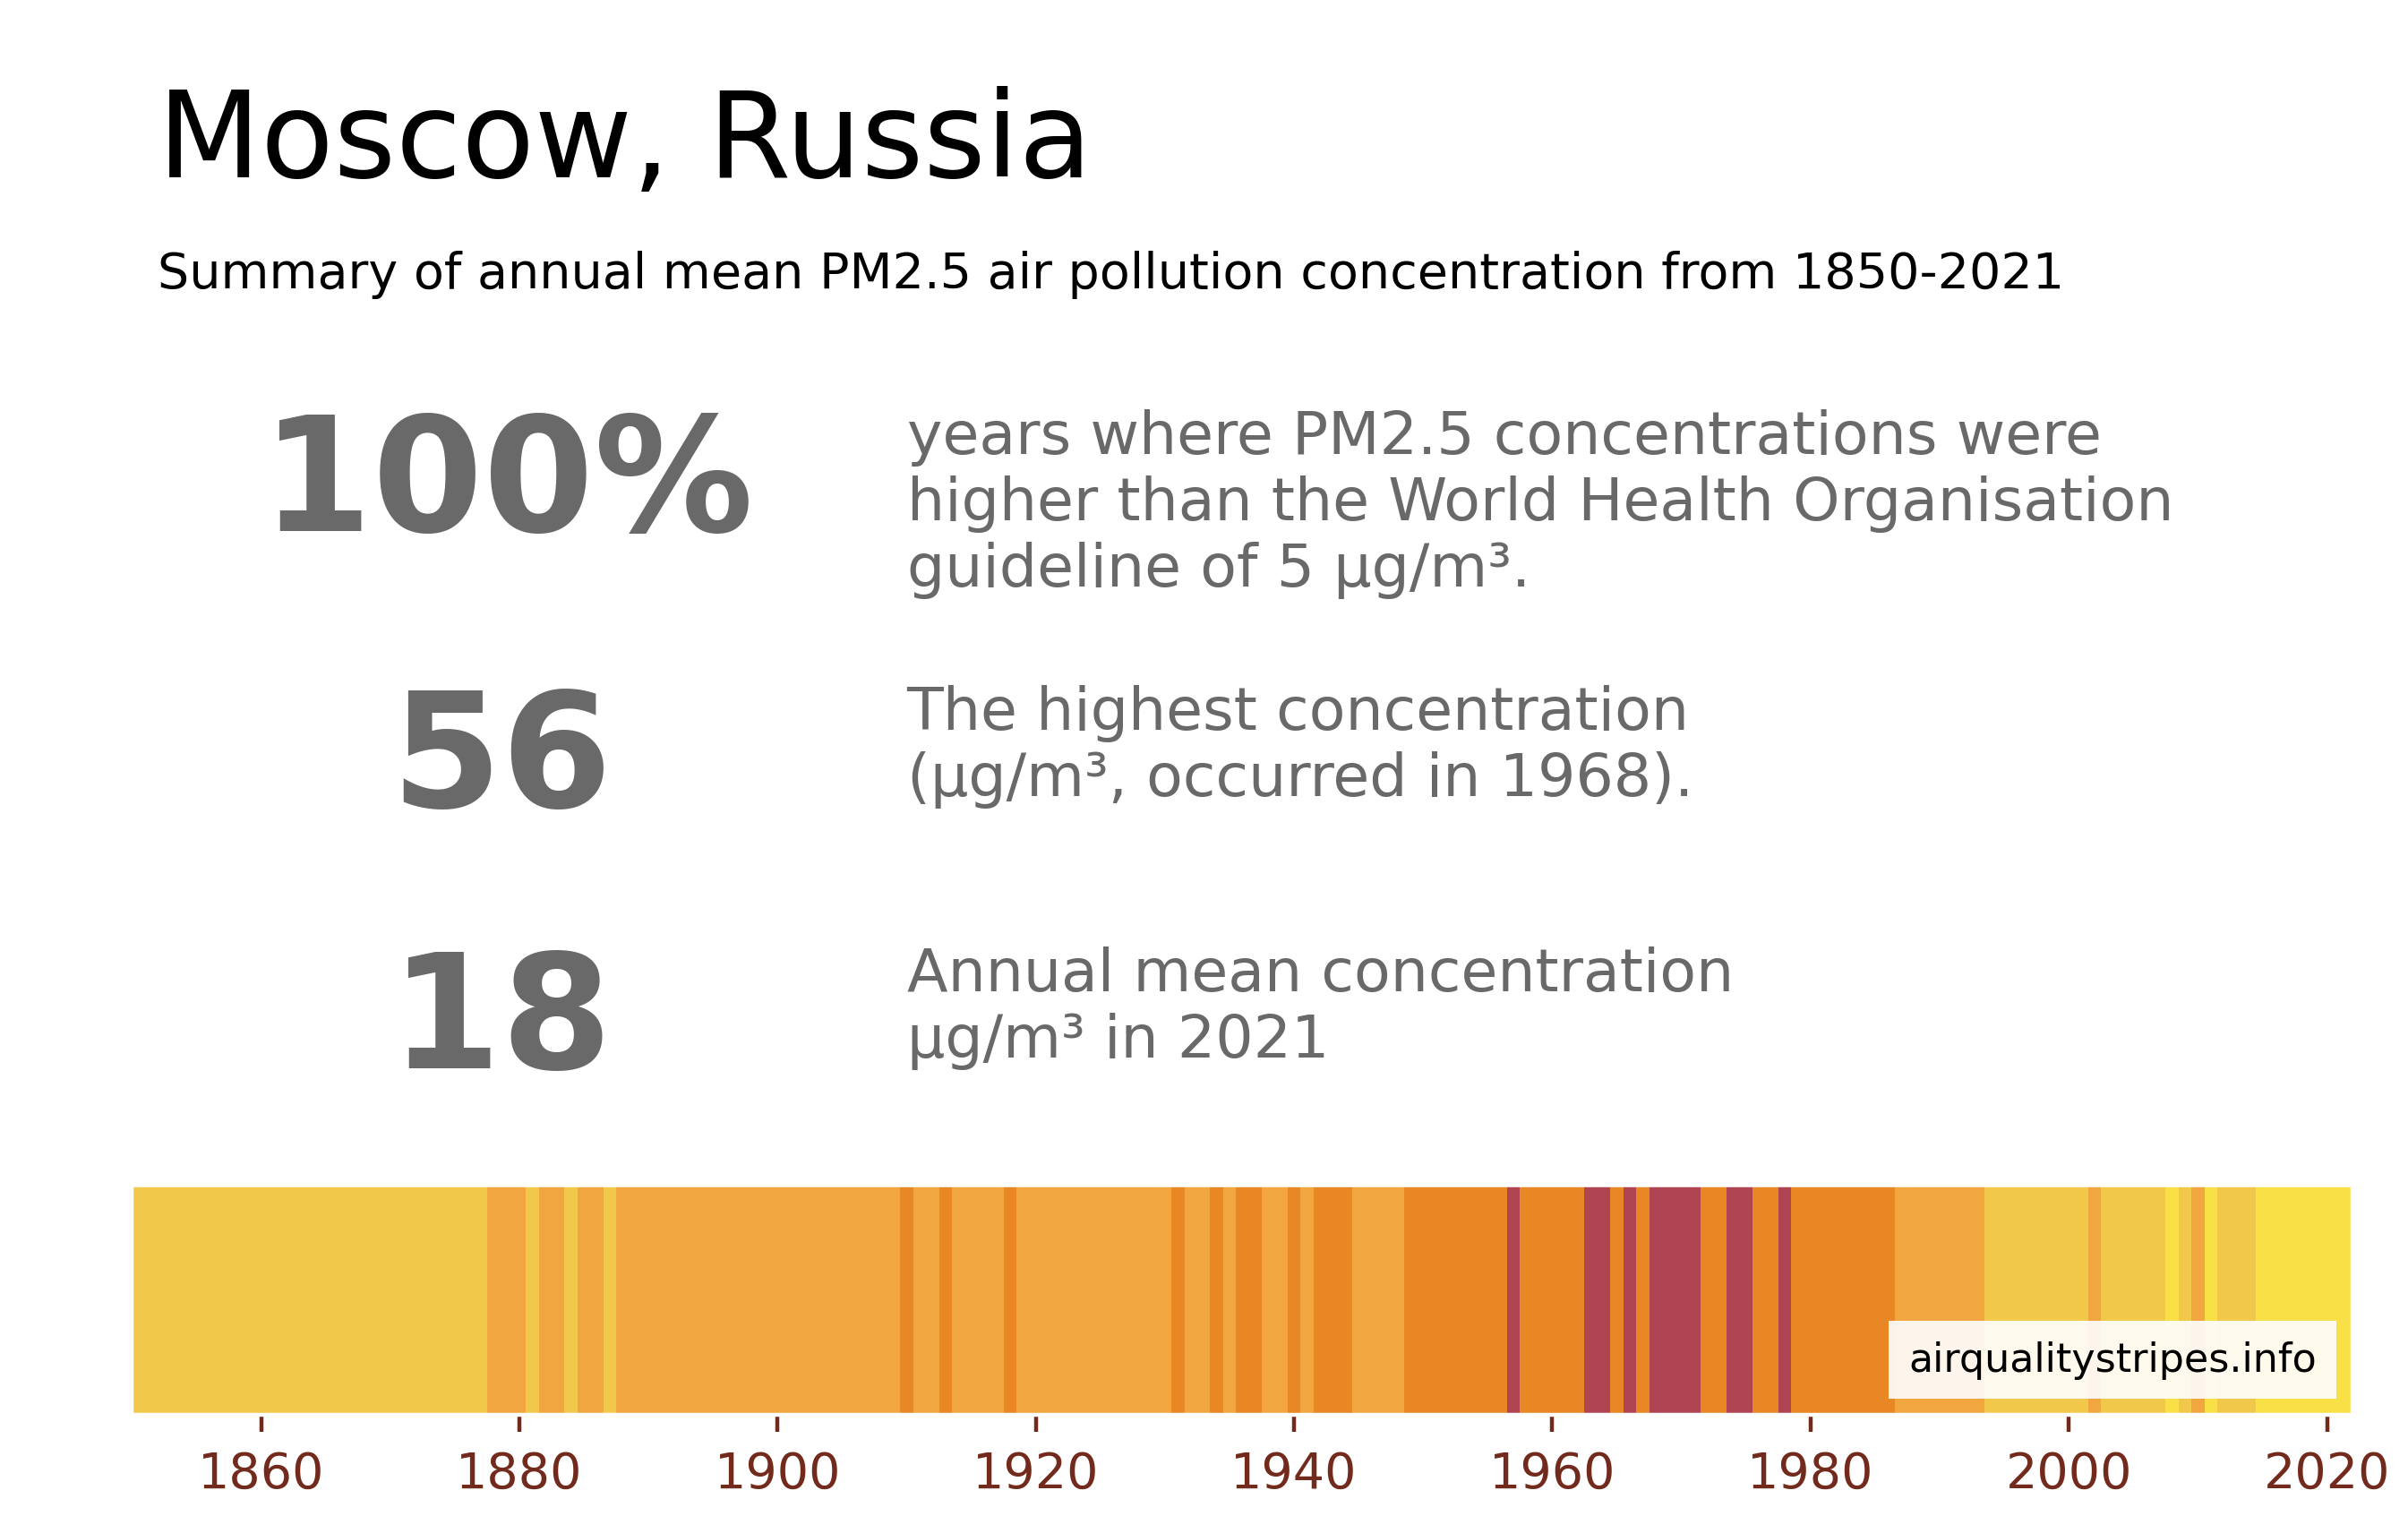 Moscow, Russia
Summary of annual mean PM2.5 air pollution concentration from 1850-2021
100%
years where PM2.5 concentrations were
higher than the World Health Organisation
guideline of 5 µg/m³.
56
The highest concentration
(µg/m³, occurred in 1968).
18
Annual mean concentration
µg/m³ in 2021
airqualitystripes.info
1860 1880 1900 1920 1940 1960 1980 2000 2020